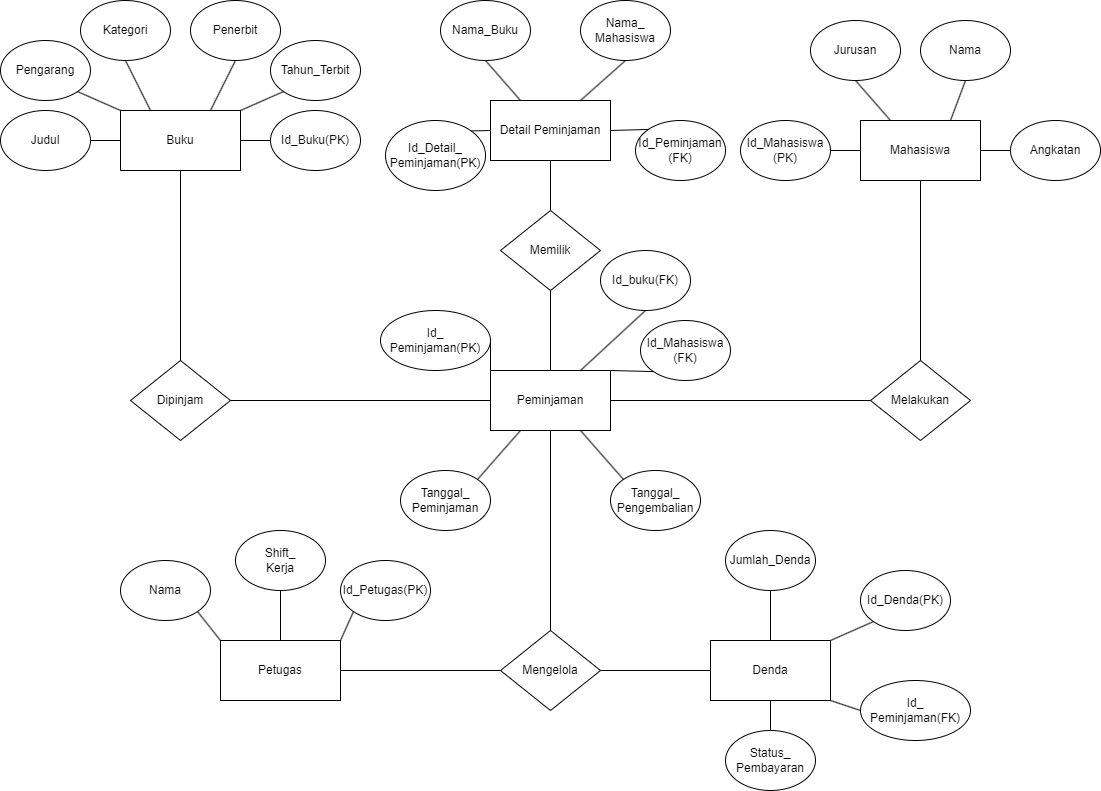 Kategori
Penerbit
Pengarang
Tahun_Terbit
Judul
Buku
Id_Buku(PK)
Nama_Buku
Nama_
Mahasiswa
Detail Peminjaman
Id_Detail_
Peminjaman(PK)
Id_Peminjaman
(FK)
Jurusan
Nama
Id_Mahasiswa
(PK)
Mahasiswa
Angkatan
Memilik
Id_buku(FK)
Id_
Peminjaman(PK)
Id_Mahasiswa
(FK)
Dipinjam
Peminjaman
Melakukan
Tanggal_
Peminjaman
Tanggal_
Pengembalian
Nama
Shift_
Kerja
Id_Petugas(PK)
Petugas
Mengelola
Jumlah_Denda
Id_Denda(PK)
Denda
Id_
Peminjaman(FK)
Status_
Pembayaran